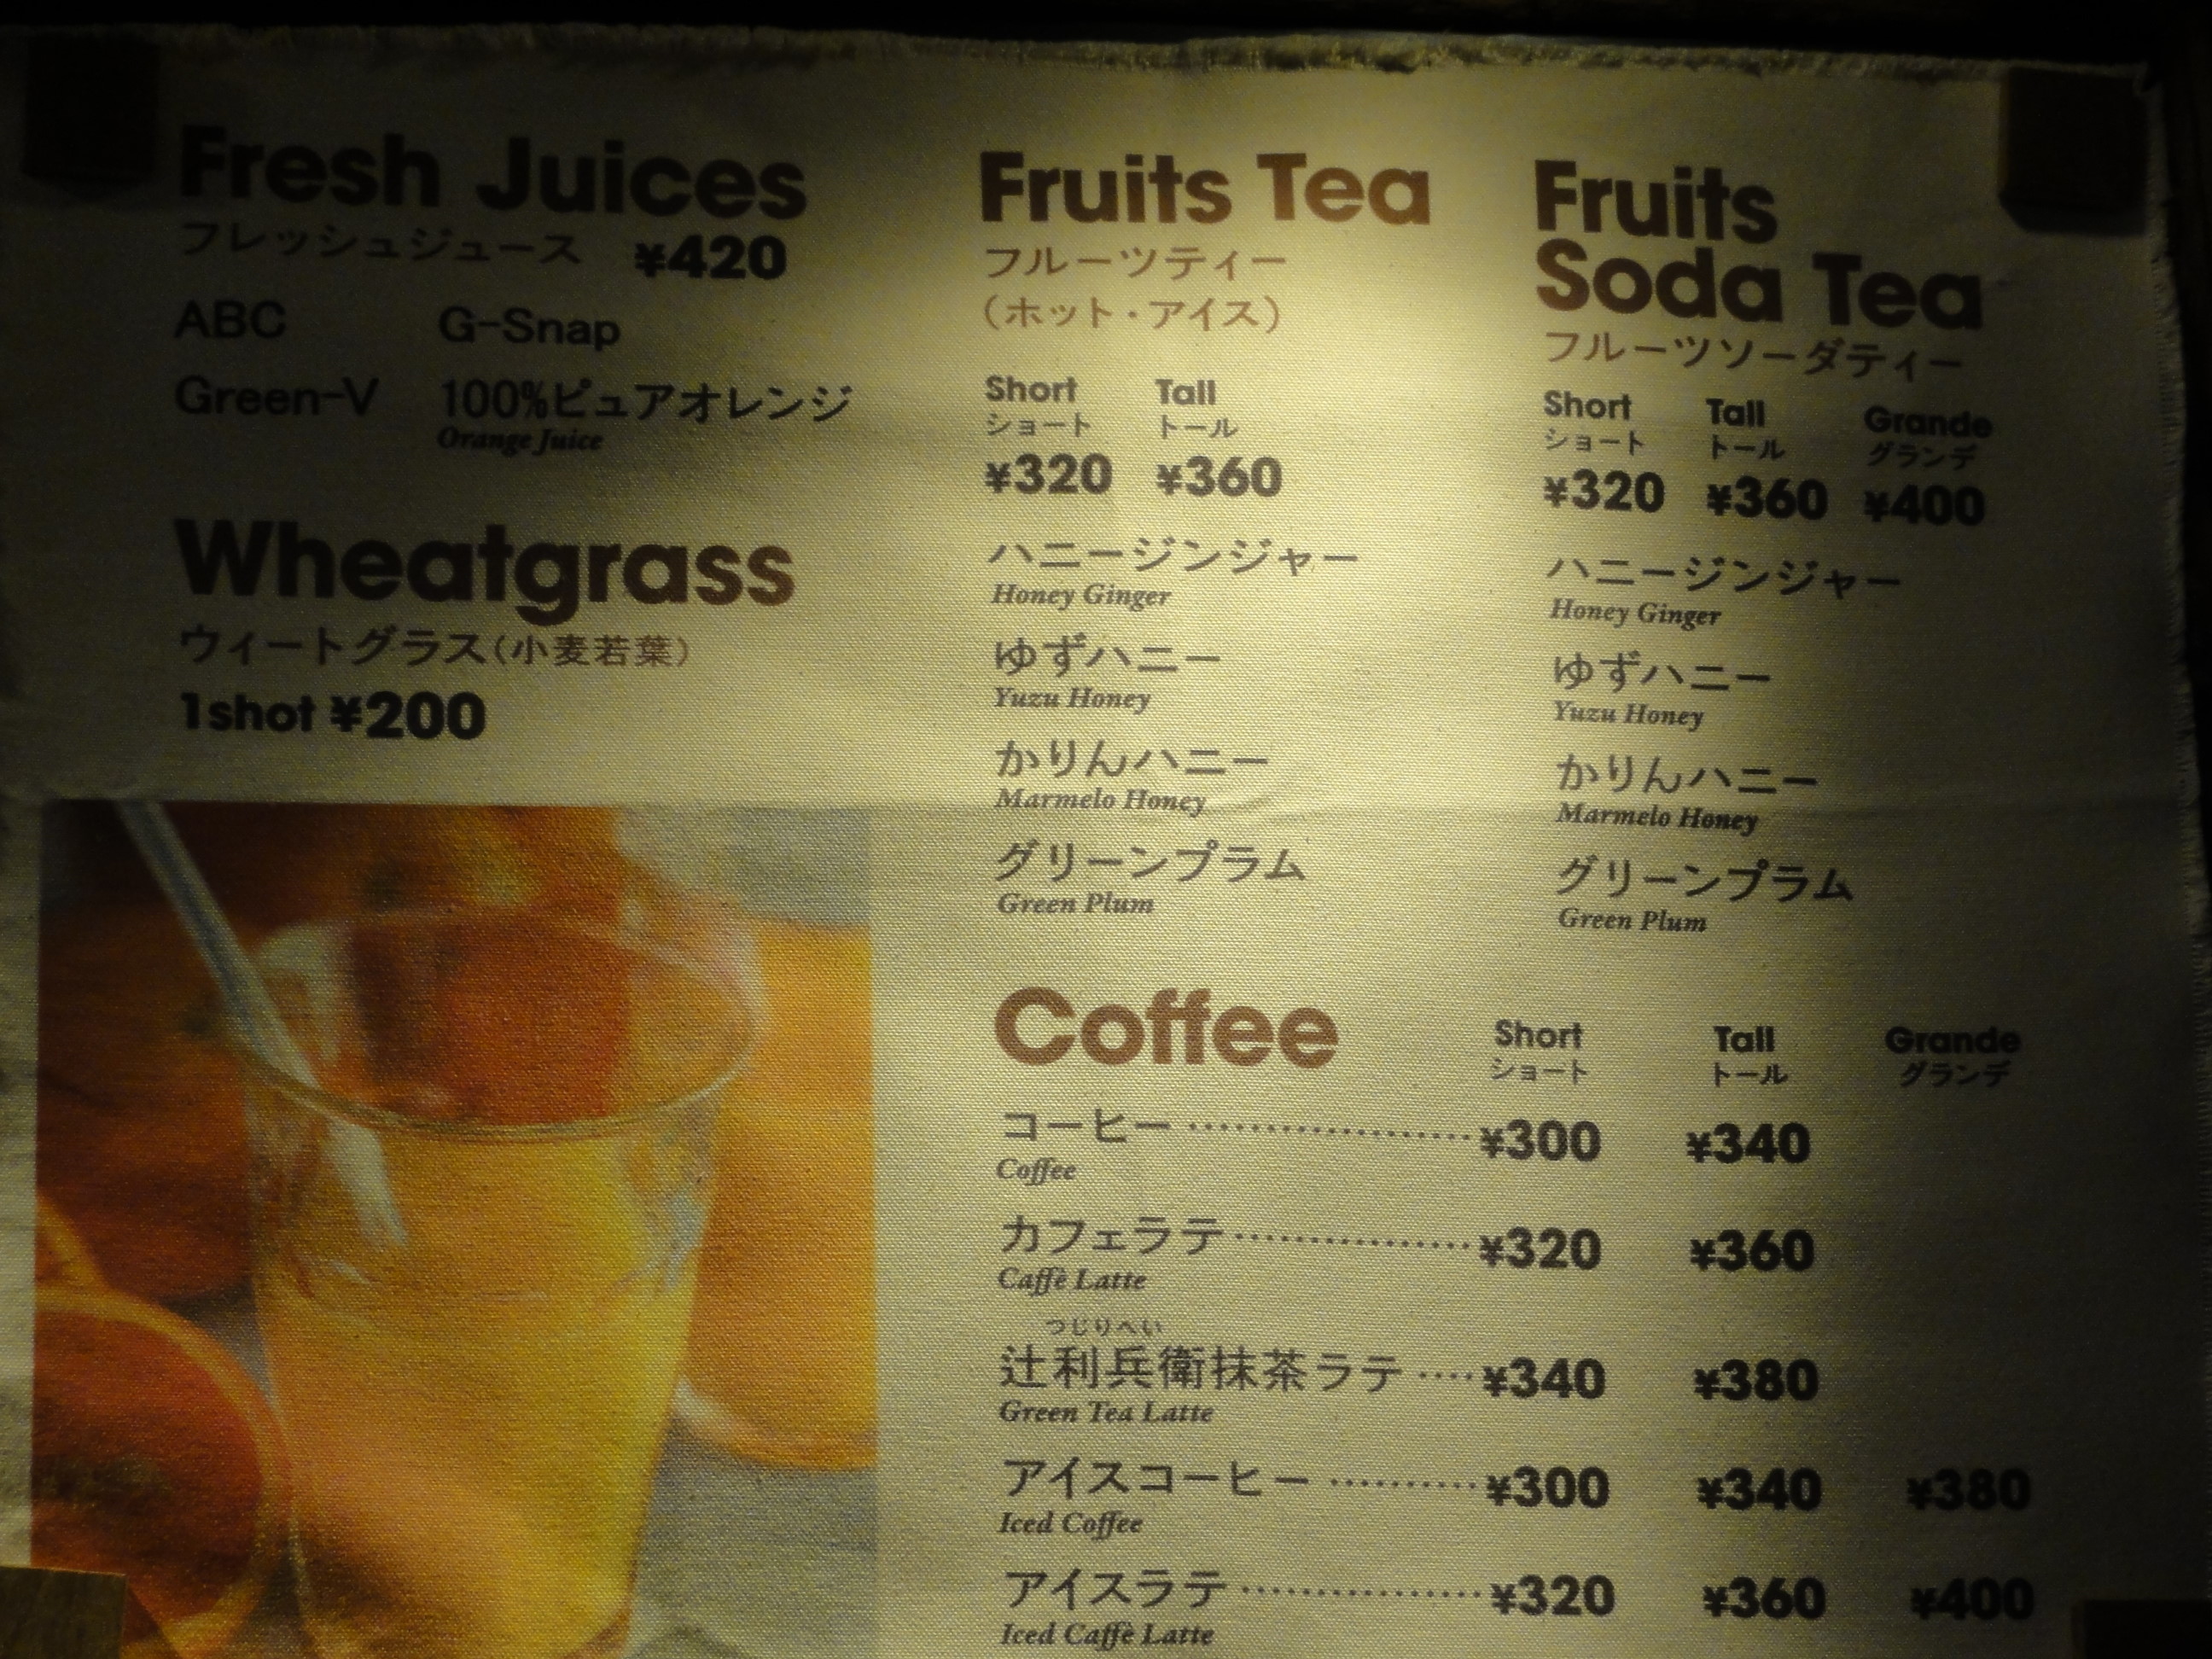 Fresh Juices
フレッシュジュース ¥420
ABC G-Snap
Green-V 100%ピュアオレンジ
Orange Juice
Wheatgrass
ウィートグラス(小麦若葉)
1shot ¥200
Fruits Tea
フルーツティー
(ホット・アイス)
Short Tall
ショート トール
¥320 ¥360
ハニージンジャー
Honey Ginger
ゆずハニー
Yuzu Honey
かりんハニー
Marmelo Honey
グリーンプラム
Green Plum
Fruits
Soda Tea
フルーツソーダティー
Short Tall Grande
ショート トール グランデ
¥320 ¥360 ¥400
ハニージンジャー
Honey Ginger
ゆずハニー
Yuzu Honey
かりんハニー
Marmelo Honey
グリーンプラム
Green Plum
Coffee Short Tall Grande
ショート トール グランデ
コーヒー ¥300 ¥340
Coffee
カフェラテ ¥320 ¥360
Caffè Latte
つじりへい
辻利兵衛抹茶ラテ ¥340 ¥380
Green Tea Latte
アイスコーヒー ¥300 ¥340 ¥380
Iced Coffee
アイスラテ ¥320 ¥360 ¥400
Iced Caffè Latte